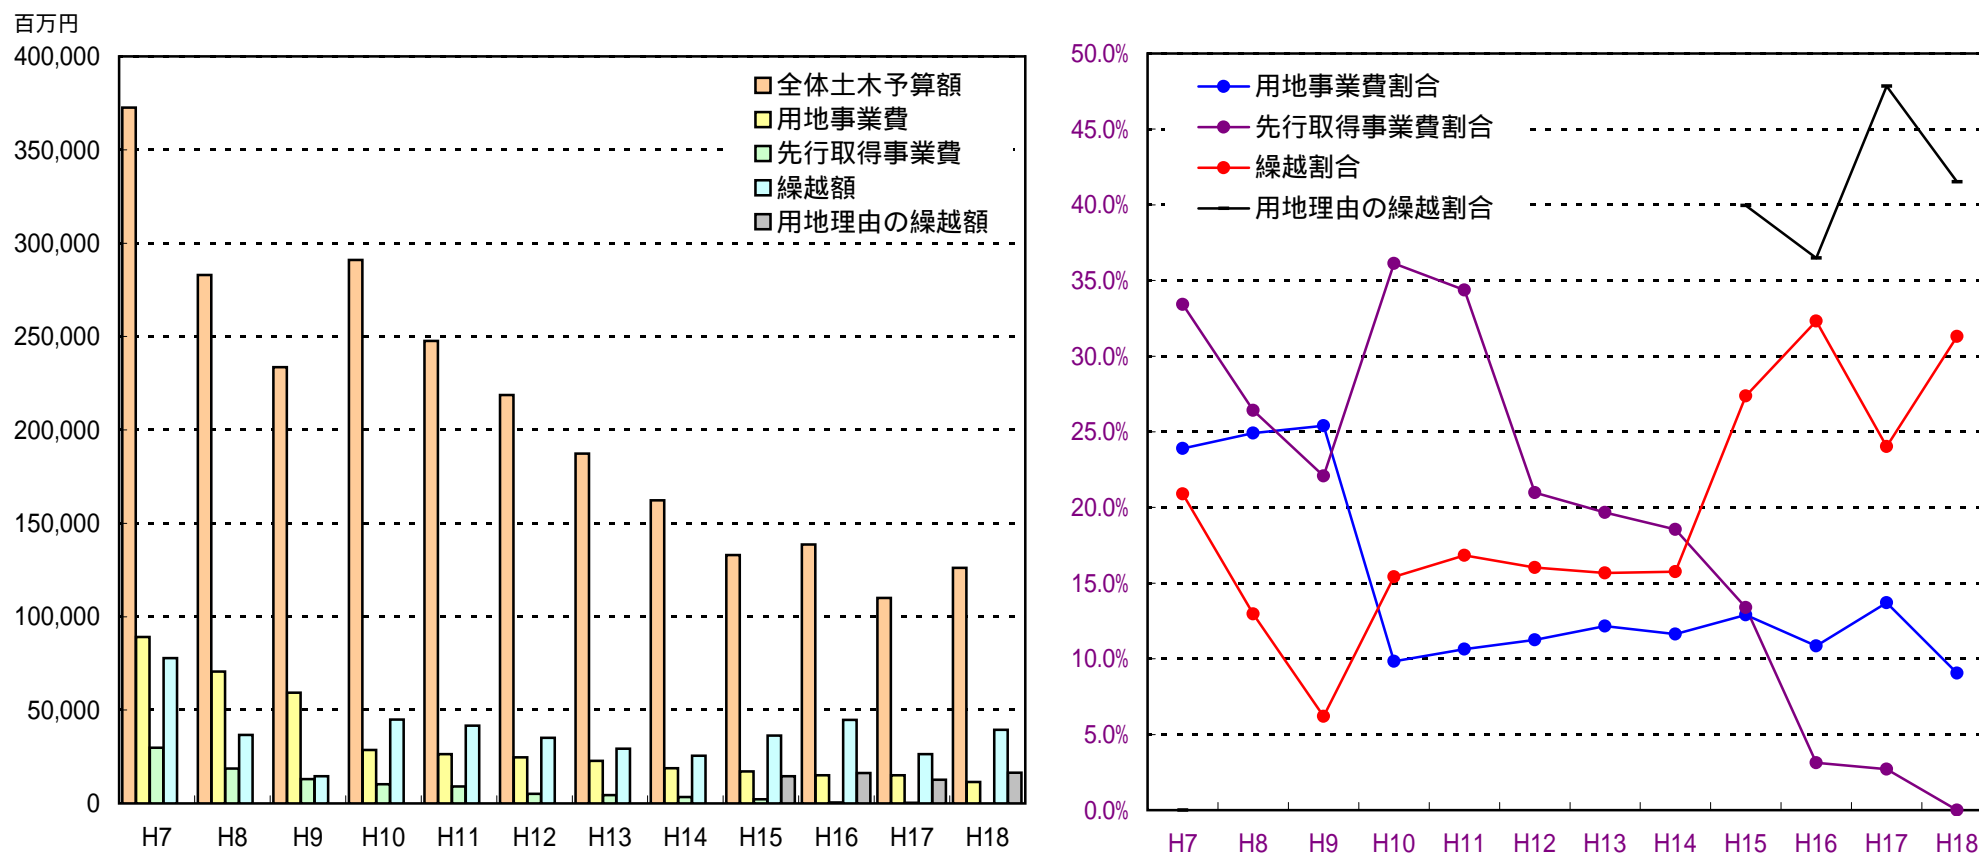 百万円
400,000
350,000
300,000
250,000
200,000
150,000
100,000
50,000
0
全体土木予算額
用地事業費
先行取得事業費
繰越額
用地理由の繰越額
H7 H8 H9 H10 H11 H12 H13 H14 H15 H16 H17 H18
50.0%
45.0%
40.0%
35.0%
30.0%
25.0%
20.0%
15.0%
10.0%
5.0%
0.0%
用地事業費割合
先行取得事業費割合
繰越割合
用地理由の繰越割合
H7 H8 H9 H10 H11 H12 H13 H14 H15 H16 H17 H18